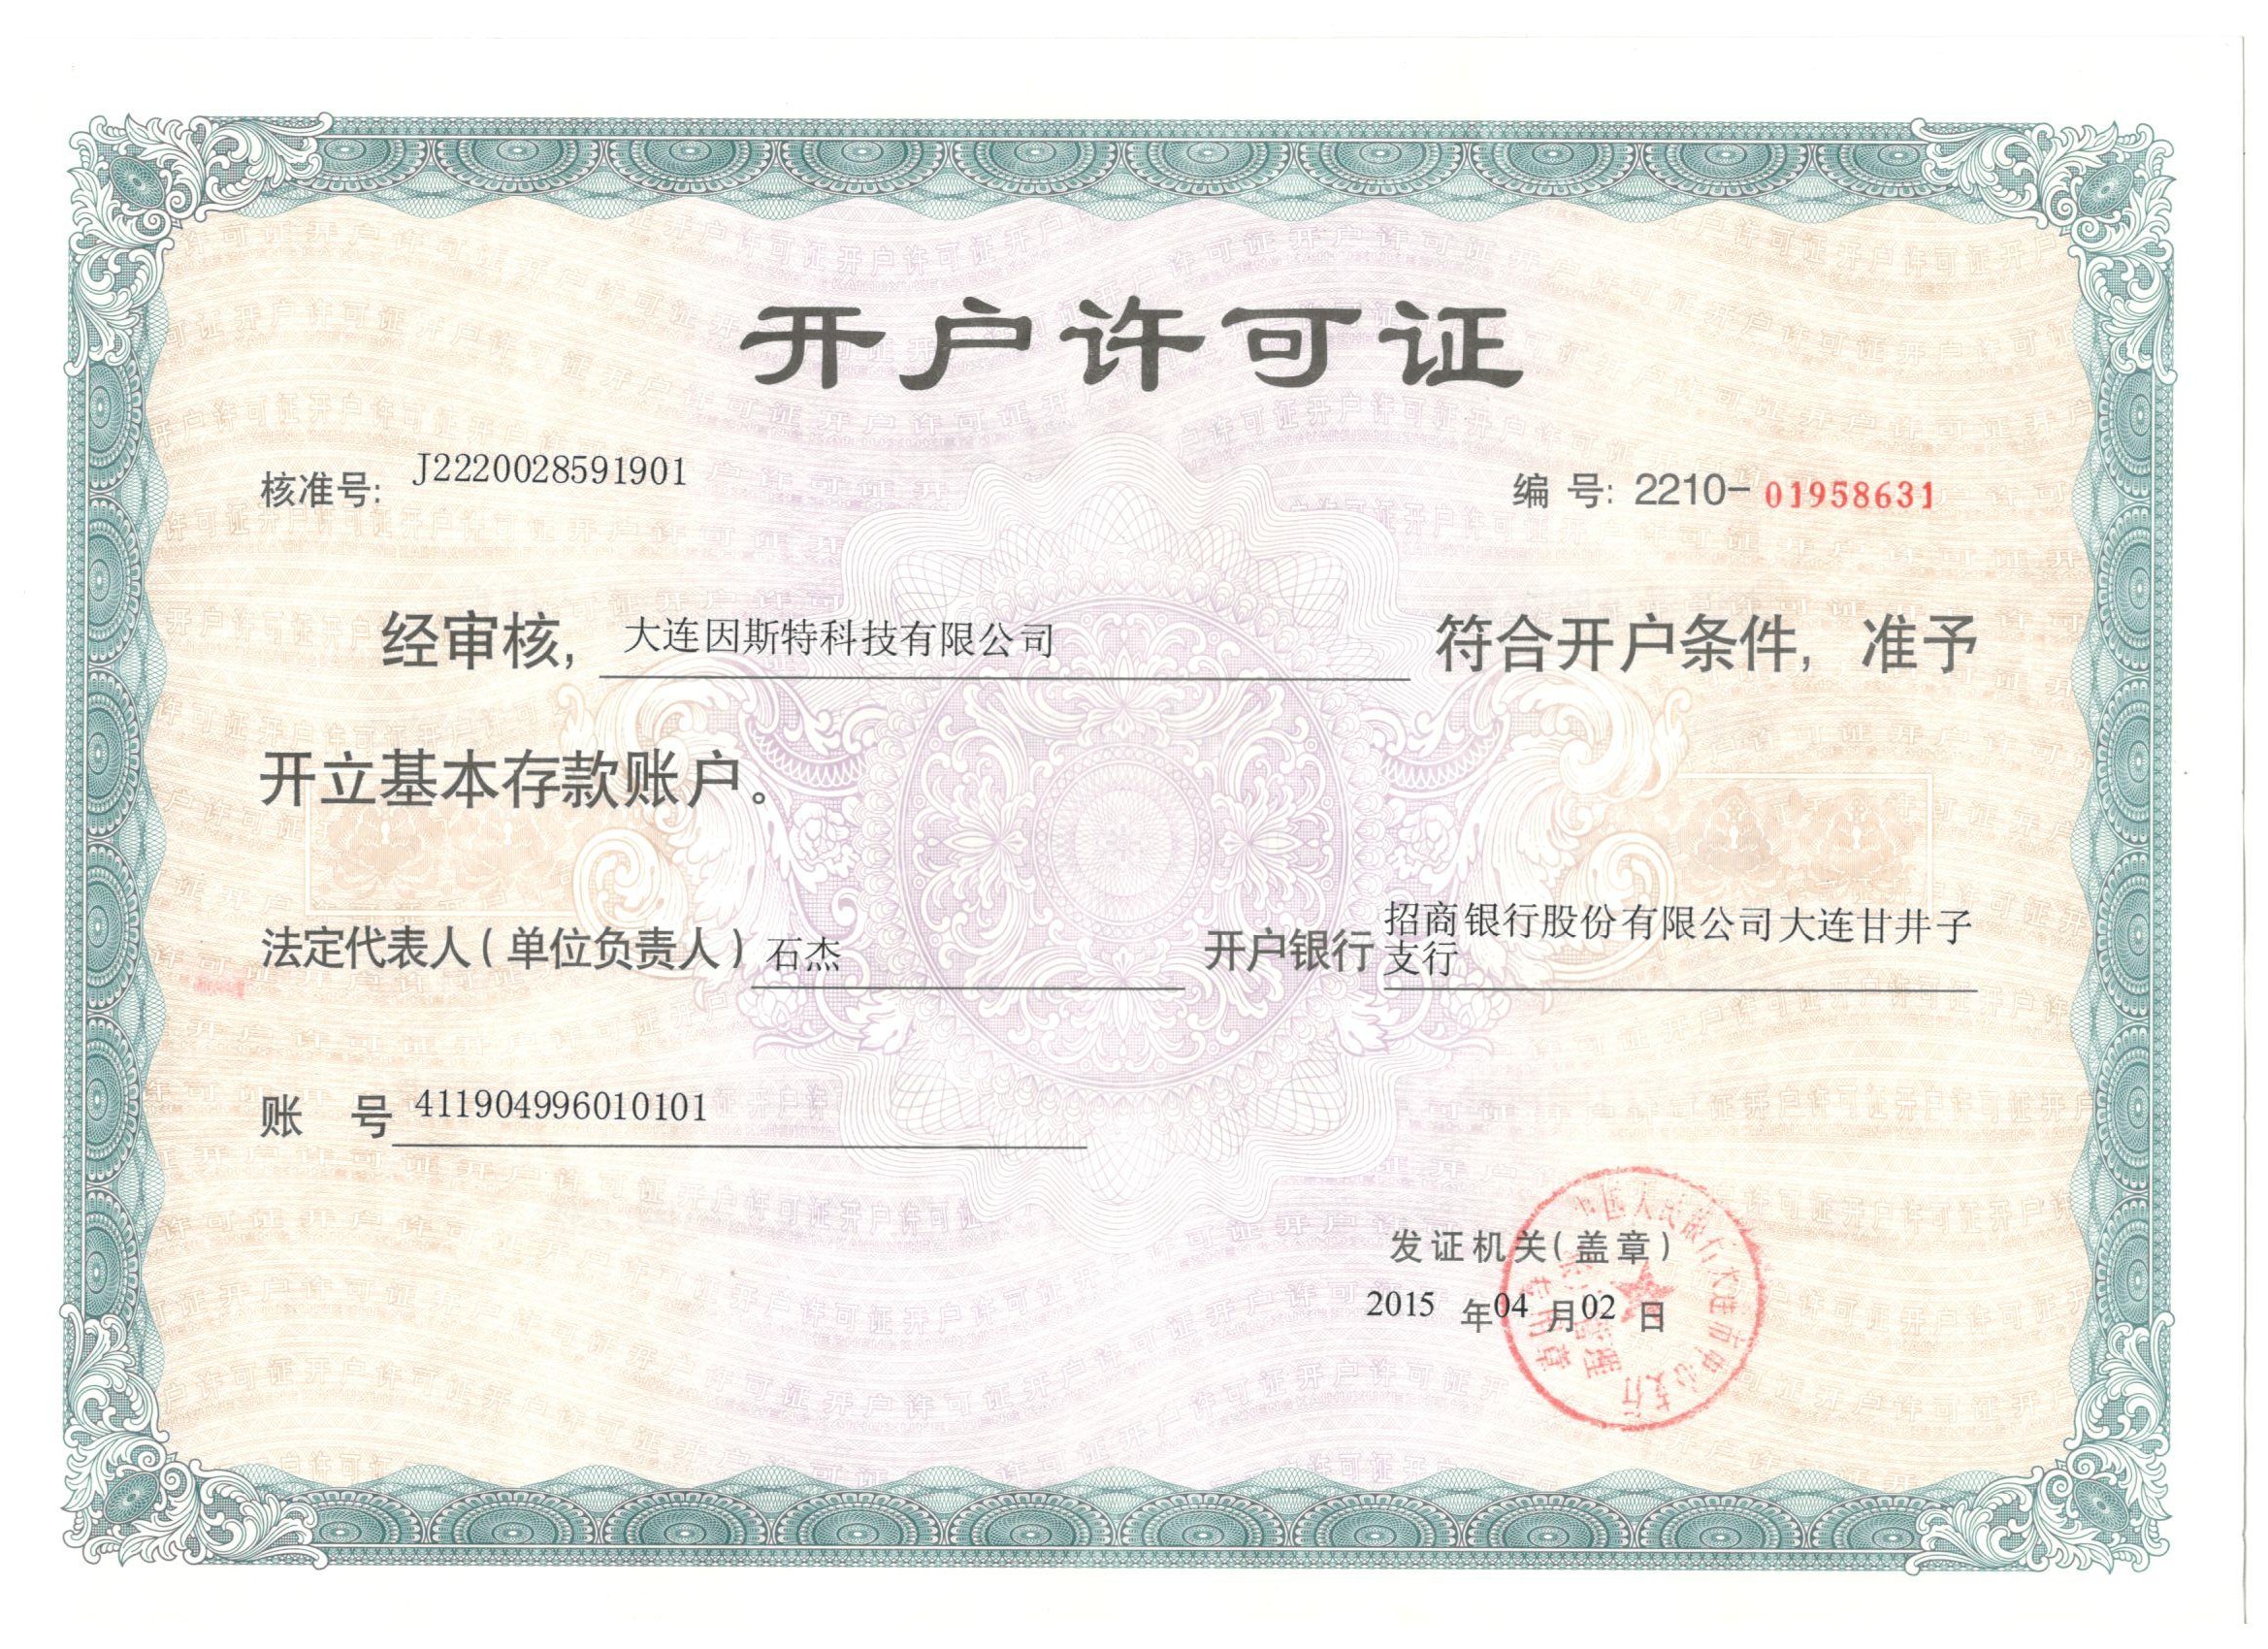 开户许可证
核准号: J2220028591901
编 号: 2210-01958631
经审核, 大连因斯特科技有限公司 符合开户条件, 准予
开立基本存款账户。
法定代表人(单位负责人) 石杰
开户银行 招商银行股份有限公司大连甘井子
支行
账 号 411904996010101
发证机关(盖章)
2015 年04 月02 日
中国人民银行大连市中心支行